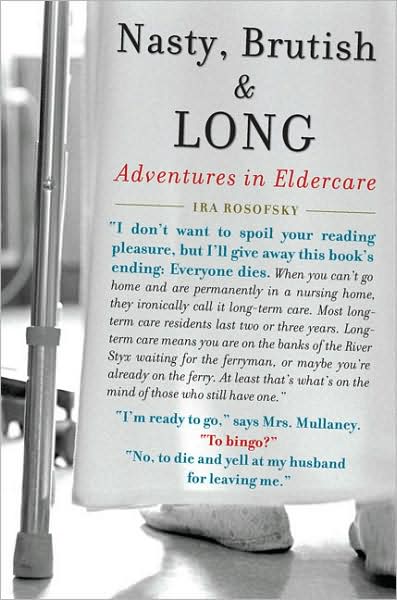 Nasty, Brutish
&
LONG
Adventures in Eldercare
IRA ROSOFSKY
"I don't want to spoil your reading
pleasure, but I'll give away this book's
ending: Everyone dies. When you can't go
home and are permanently in a nursing home,
they ironically call it long-term care. Most long-
term care residents last two or three years. Long-
term care means you are on the banks of the River
Styx waiting for the ferryman, or maybe you're
already on the ferry. At least that's what's on the
mind of those who still have one."
"I'm ready to go," says Mrs. Mullaney.
"To bingo?"
"No, to die and yell at my husband
for leaving me."